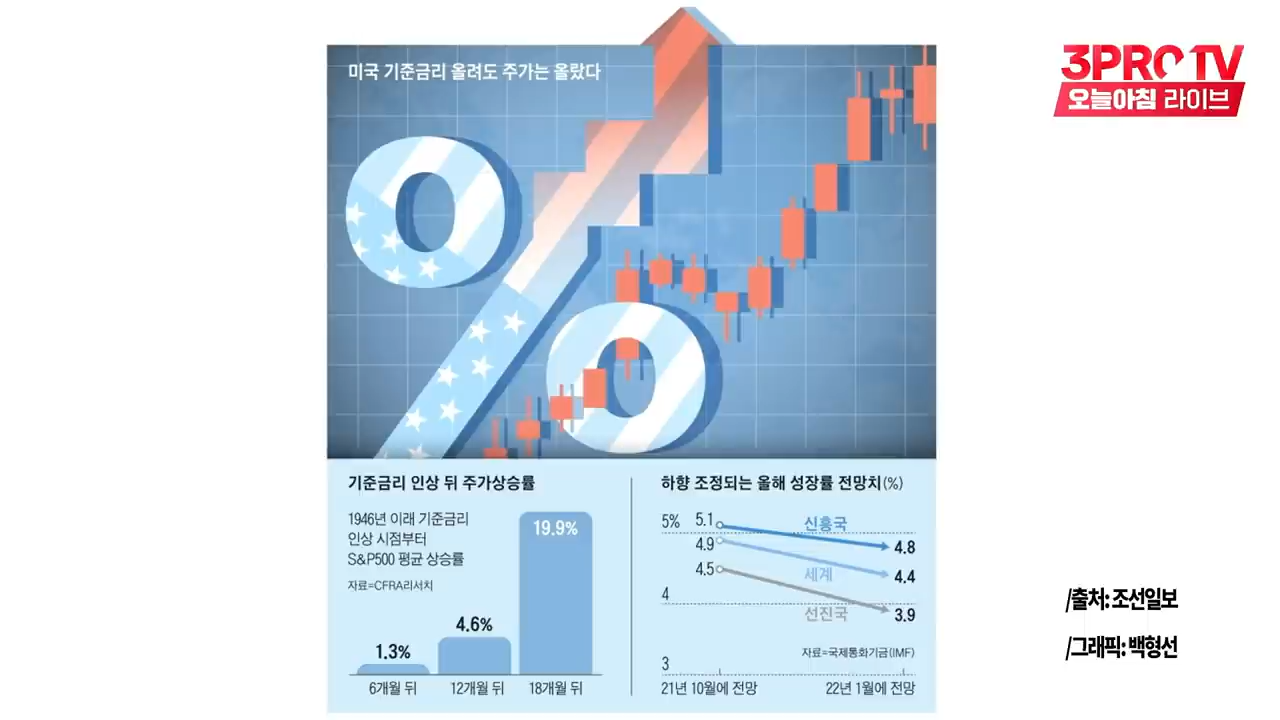 미국 기준금리 올려도 주가는 올랐다
3PRO TV
오늘아침 라이브
%
기준금리 인상 뒤 주가상승률
1946년 이래 기준금리
인상 시점부터
S&P500 평균 상승률
자료=CFRA리서치
19.9%
4.6%
1.3%
6개월 뒤
12개월 뒤
18개월 뒤
하향 조정되는 올해 성장률 전망치(%)
5%
5.1
신흥국
4.8
4.9
세계
4.4
4.5
4
선진국
3.9
자료=국제통화기금(IMF)
3
21년 10월에 전망
22년 1월에 전망
/출처: 조선일보
/그래픽: 백형선